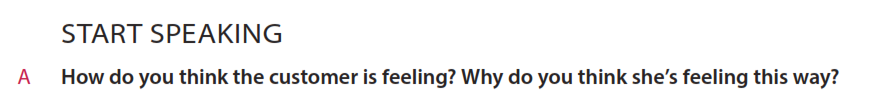 START SPEAKING
A How do you think the customer is feeling? Why do you think she's feeling this way?